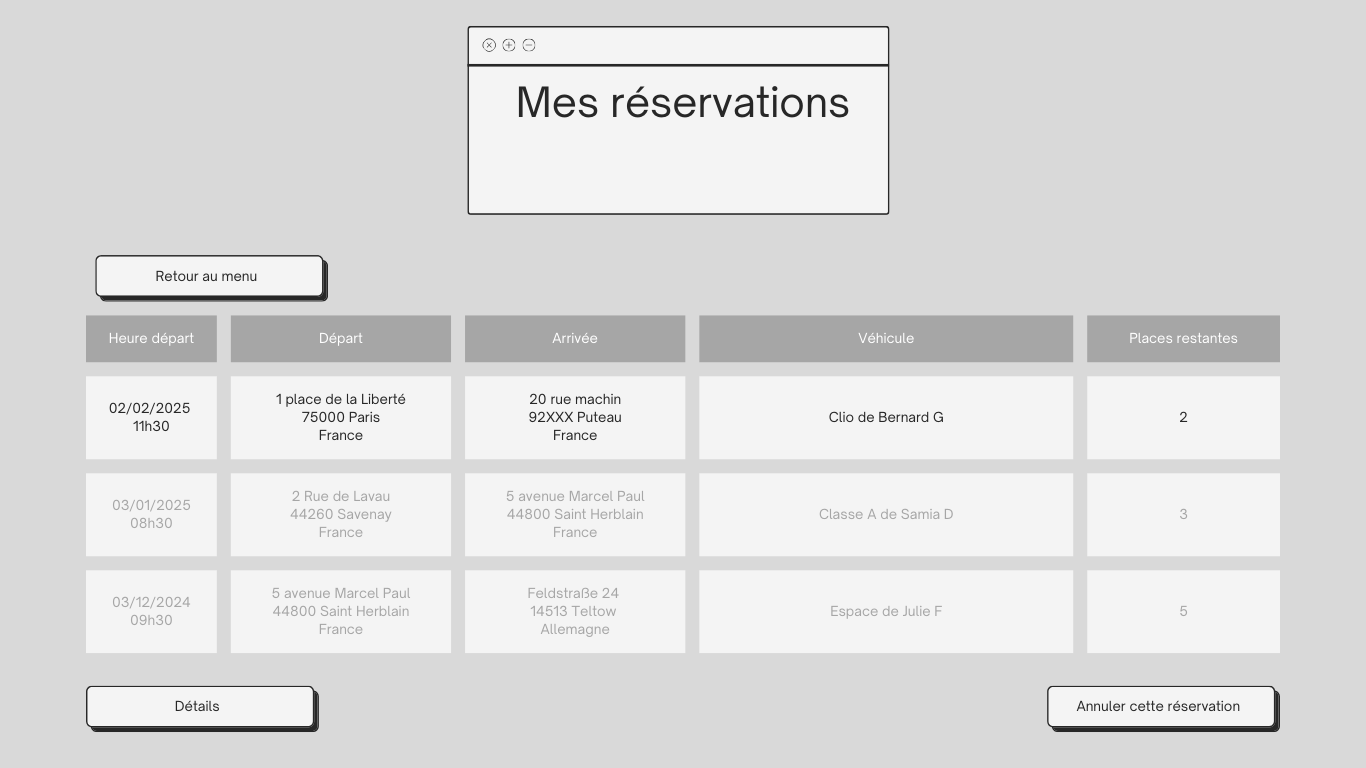 Mes réservations
Retour au menu
Heure départ
Départ
Arrivée
Véhicule
Places restantes
02/02/2025
11h30
1 place de la Liberté
75000 Paris
France
20 rue machin
92XXX Puteau
France
Clio de Bernard G
2
03/01/2025
08h30
2 Rue de Lavau
44260 Savenay
France
5 avenue Marcel Paul
44800 Saint Herblain
France
Classe A de Samia D
3
03/12/2024
09h30
5 avenue Marcel Paul
44800 Saint Herblain
France
Feldstraße 24
14513 Teltow
Allemagne
Espace de Julie F
5
Détails
Annuler cette réservation